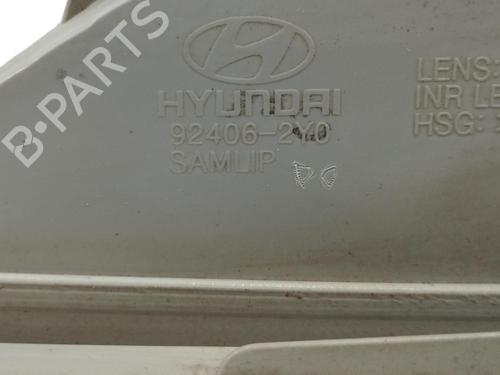 HYUNDAI
92406-2Y0
SAMLIP
LENS:
INR LE
HSG:
B-PARTS